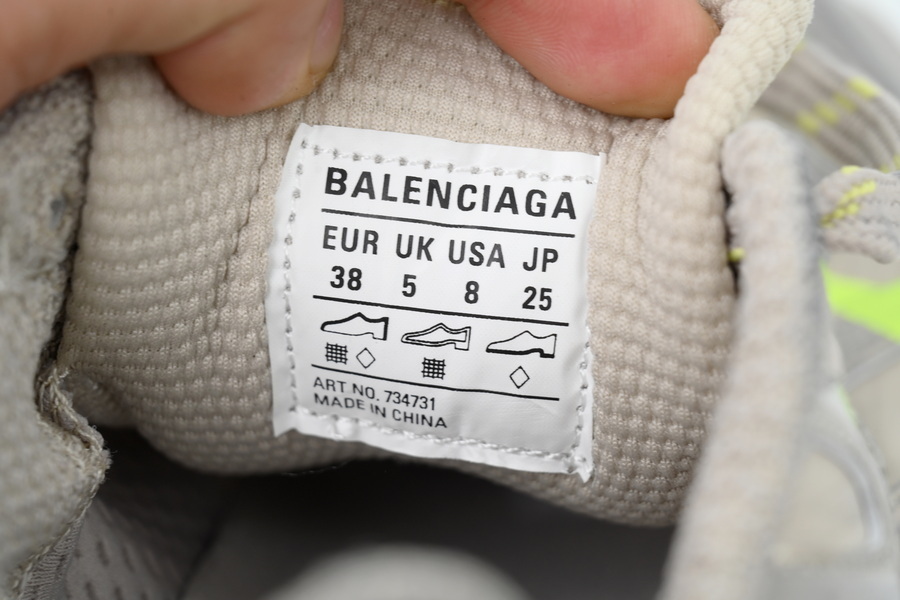 BALENCIAGA
EUR UK USA JP
38 5 8 25
ART NO. 734731
MADE IN CHINA